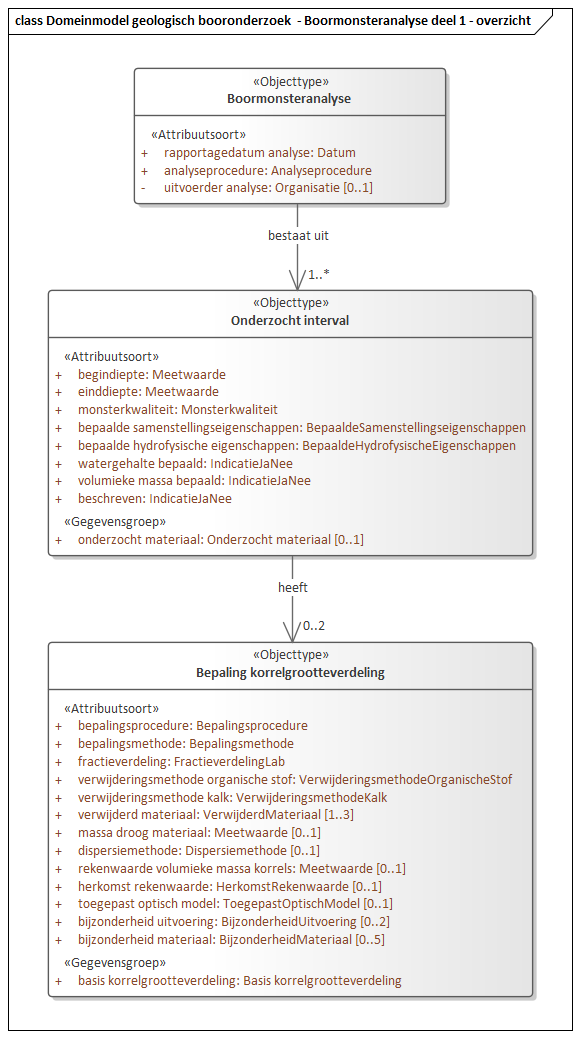 class Domeinmodel geologisch booronderzoek - Boormonsteranalyse deel 1 - overzicht
«Objecttype»
Boormonsteranalyse
«Attribuutsoort»
+ rapportagedatum analyse: Datum
+ analyseprocedure: Analyseprocedure
- uitvoerder analyse: Organisatie [0..1]
bestaat uit
1..*
«Objecttype»
Onderzocht interval
«Attribuutsoort»
+ begindiepte: Meetwaarde
+ einddiepte: Meetwaarde
+ monsterkwaliteit: Monsterkwaliteit
+ bepaalde samenstellingseigenschappen: BepaaldeSamenstellingseigenschappen
+ bepaalde hydrofysische eigenschappen: BepaaldeHydrofysischeEigenschappen
+ watergehalte bepaald: IndicatieJaNee
+ volumieke massa bepaald: IndicatieJaNee
+ beschreven: IndicatieJaNee
«Gegevensgroep»
+ onderzocht materiaal: Onderzocht materiaal [0..1]
heeft
0..2
«Objecttype»
Bepaling korrelgrootteverdeling
«Attribuutsoort»
+ bepalingsprocedure: Bepalingsprocedure
+ bepalingsmethode: Bepalingsmethode
+ fractieverdeling: FractieverdelingLab
+ verwijderingsmethode organische stof: VerwijderingsmethodeOrganischeStof
+ verwijderingsmethode kalk: VerwijderingsmethodeKalk
+ verwijderd materiaal: VerwijderdMateriaal [1..3]
+ massa droog materiaal: Meetwaarde [0..1]
+ dispersiemethode: Dispersiemethode [0..1]
+ rekenwaarde volumieke massa korrels: Meetwaarde [0..1]
+ herkomst rekenwaarde: HerkomstRekenwaarde [0..1]
+ toegepast optisch model: ToegepastOptischModel [0..1]
+ bijzonderheid uitvoering: BijzonderheidUitvoering [0..2]
+ bijzonderheid materiaal: BijzonderheidMateriaal [0..5]
«Gegevensgroep»
+ basis korrelgrootteverdeling: Basis korrelgrootteverdeling